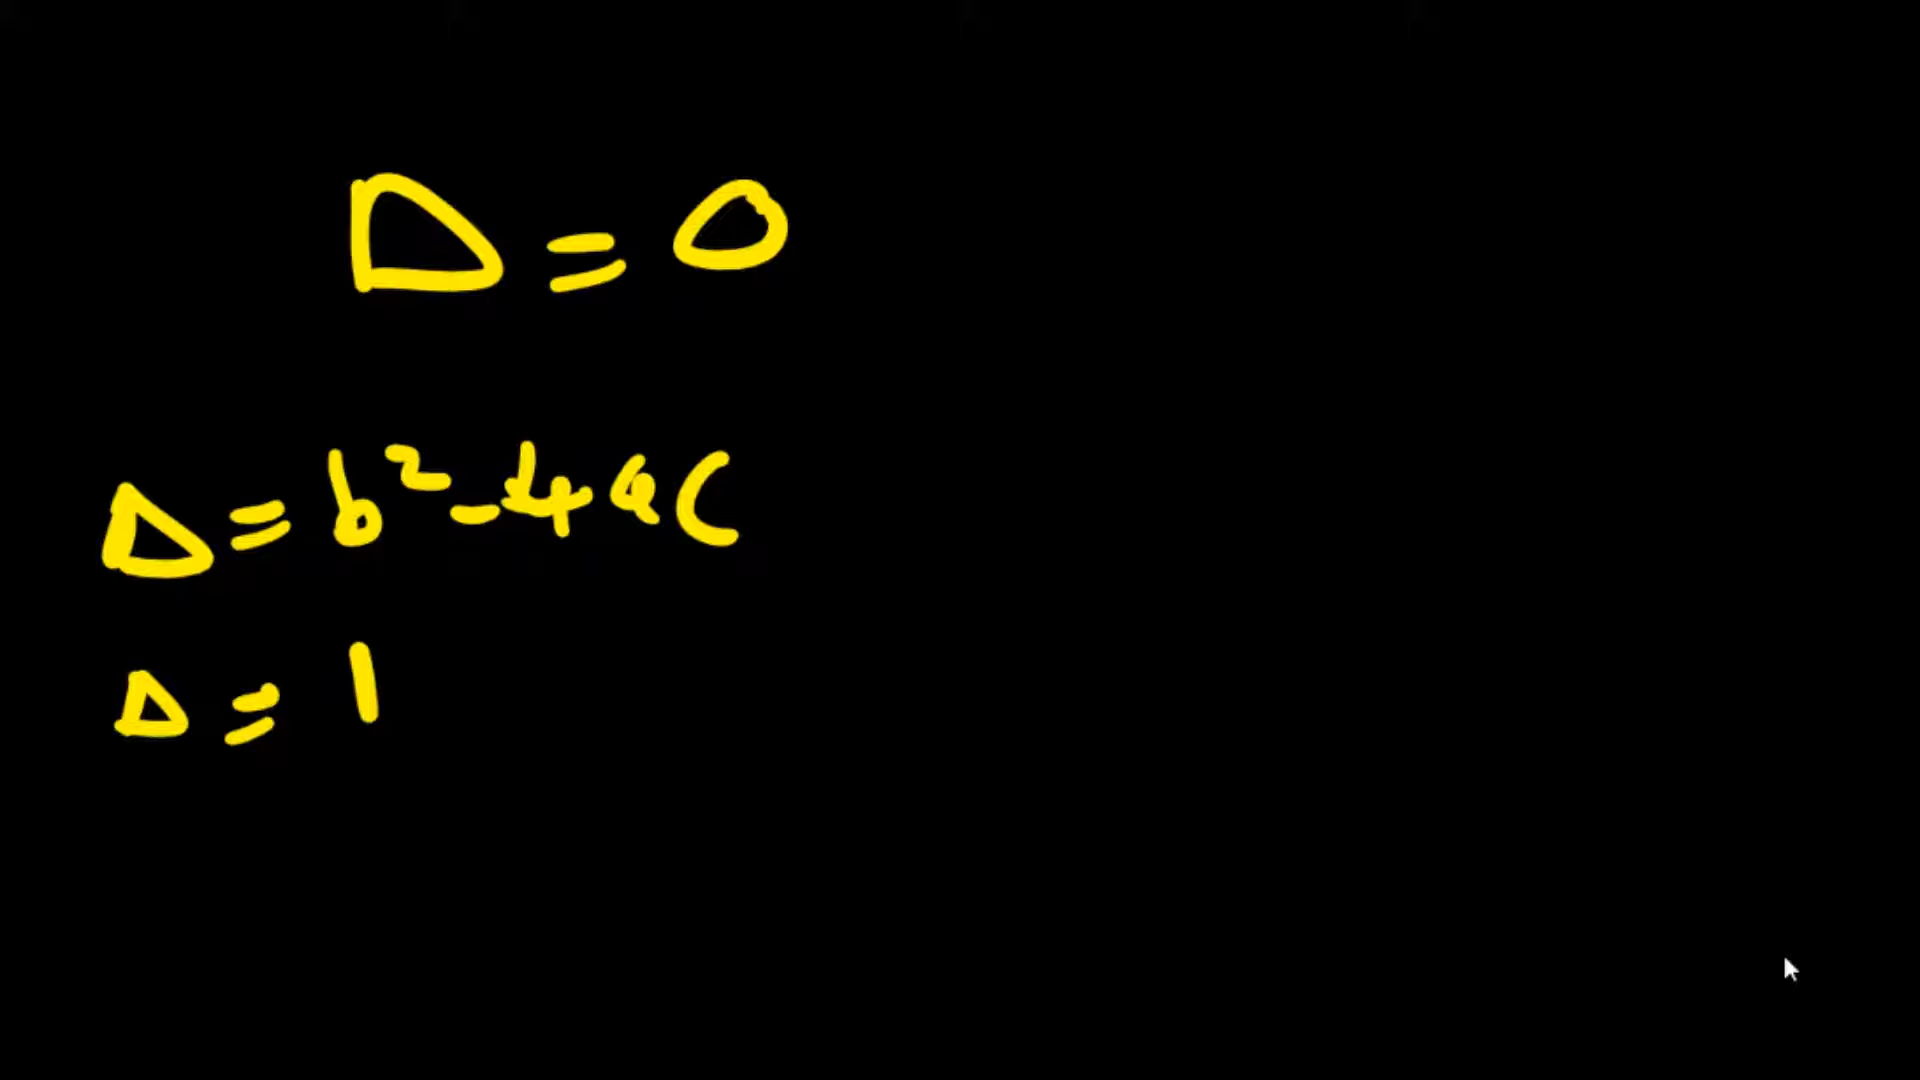 Δ = 0
Δ = b² - 4ac
Δ = 1